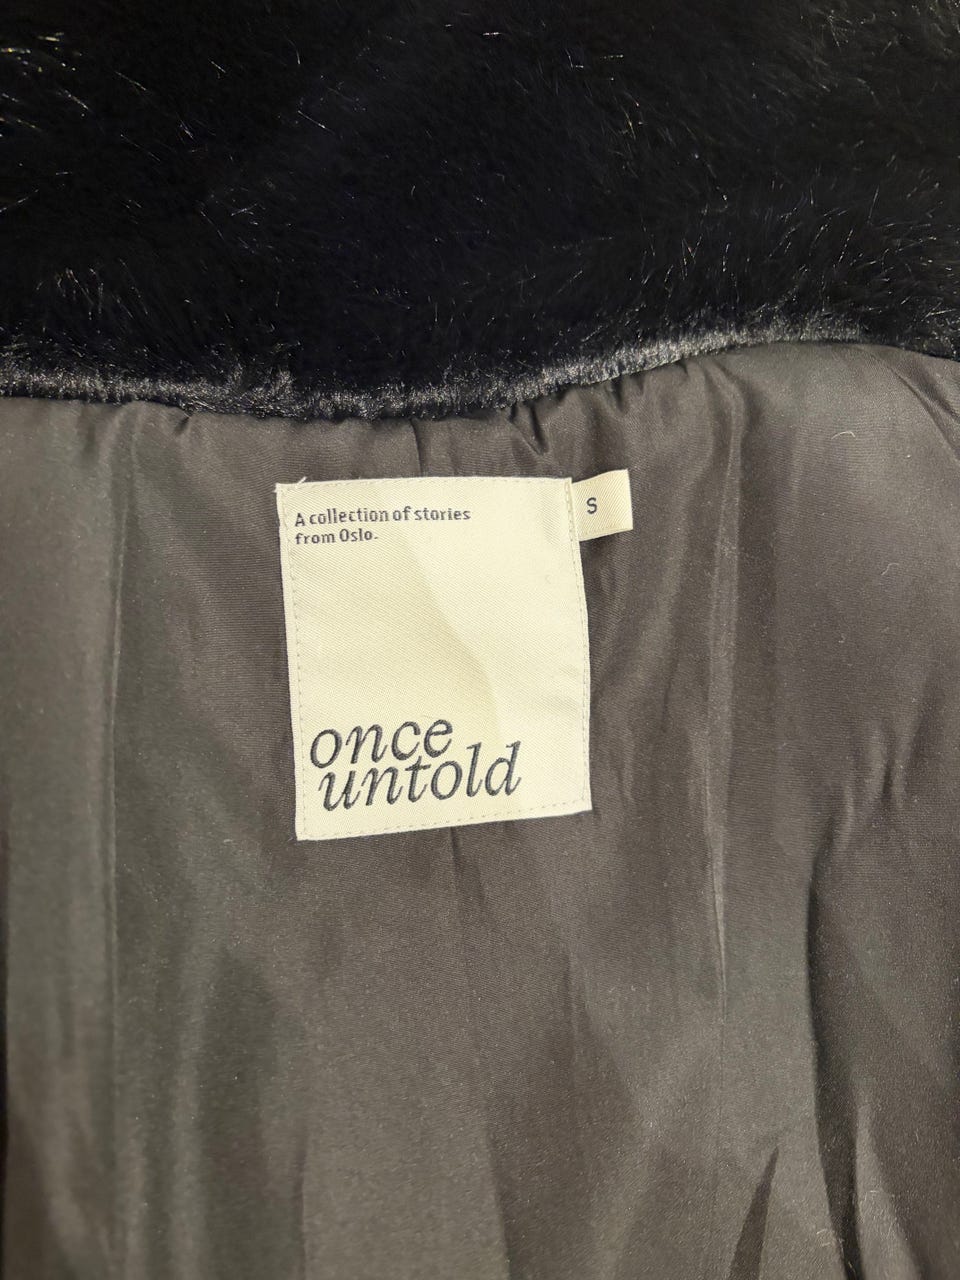 A collection of stories
from Oslo.
S
once
untold